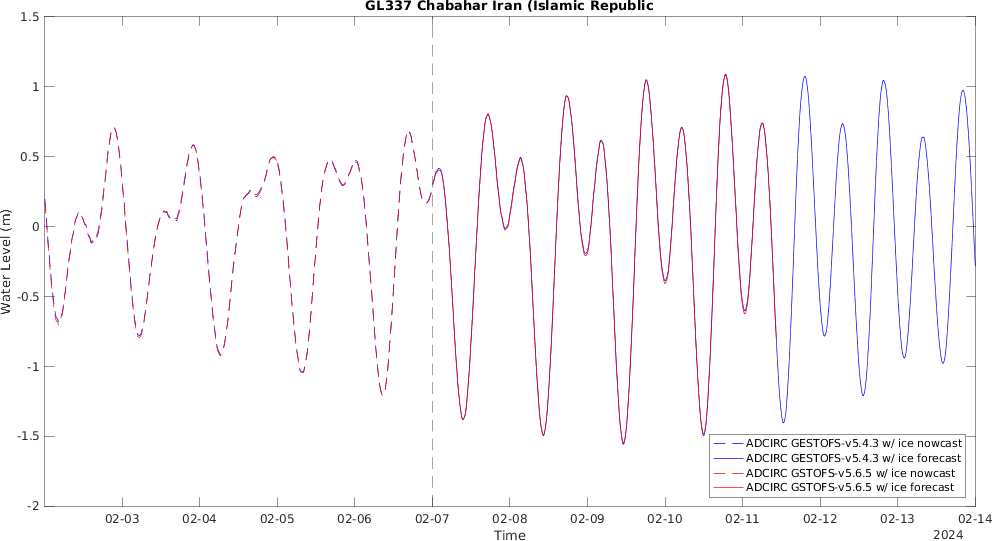 GL337 Chabahar Iran (Islamic Republic
1.5
1
0.5
0
-0.5
-1
-1.5
-2
Water Level (m)
02-03 02-04 02-05 02-06 02-07 02-08 02-09 02-10 02-11 02-12 02-13 02-14
Time
2024
ADCIRC GESTOFS-v5.4.3 w/ ice nowcast
ADCIRC GESTOFS-v5.4.3 w/ ice forecast
ADCIRC GSTOFS-v5.6.5 w/ ice nowcast
ADCIRC GSTOFS-v5.6.5 w/ ice forecast